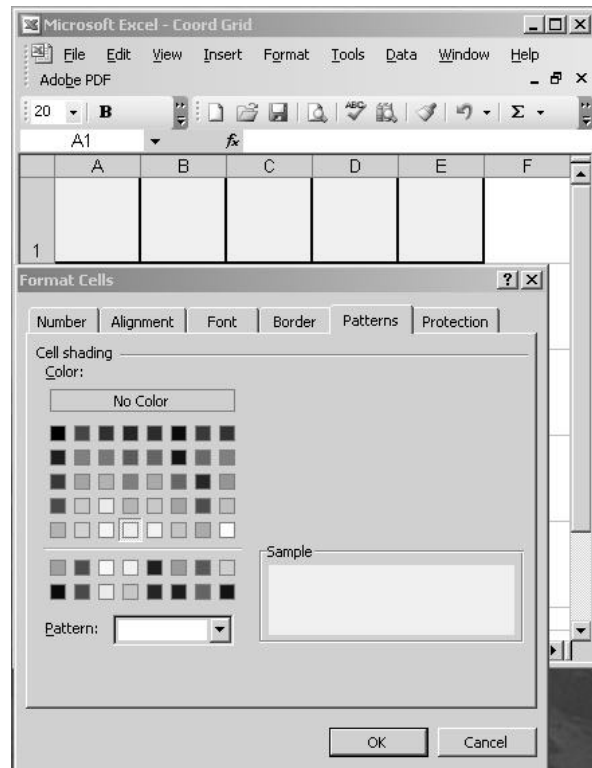 Microsoft Excel - Coord Grid
File Edit View Insert Format Tools Data Window Help
Adobe PDF
20 B ABC Σ
A1 fx
A B C D E F
1
Format Cells ?
Number Alignment Font Border Patterns Protection
Cell shading
Color:
No Color
Sample
Pattern:
OK Cancel